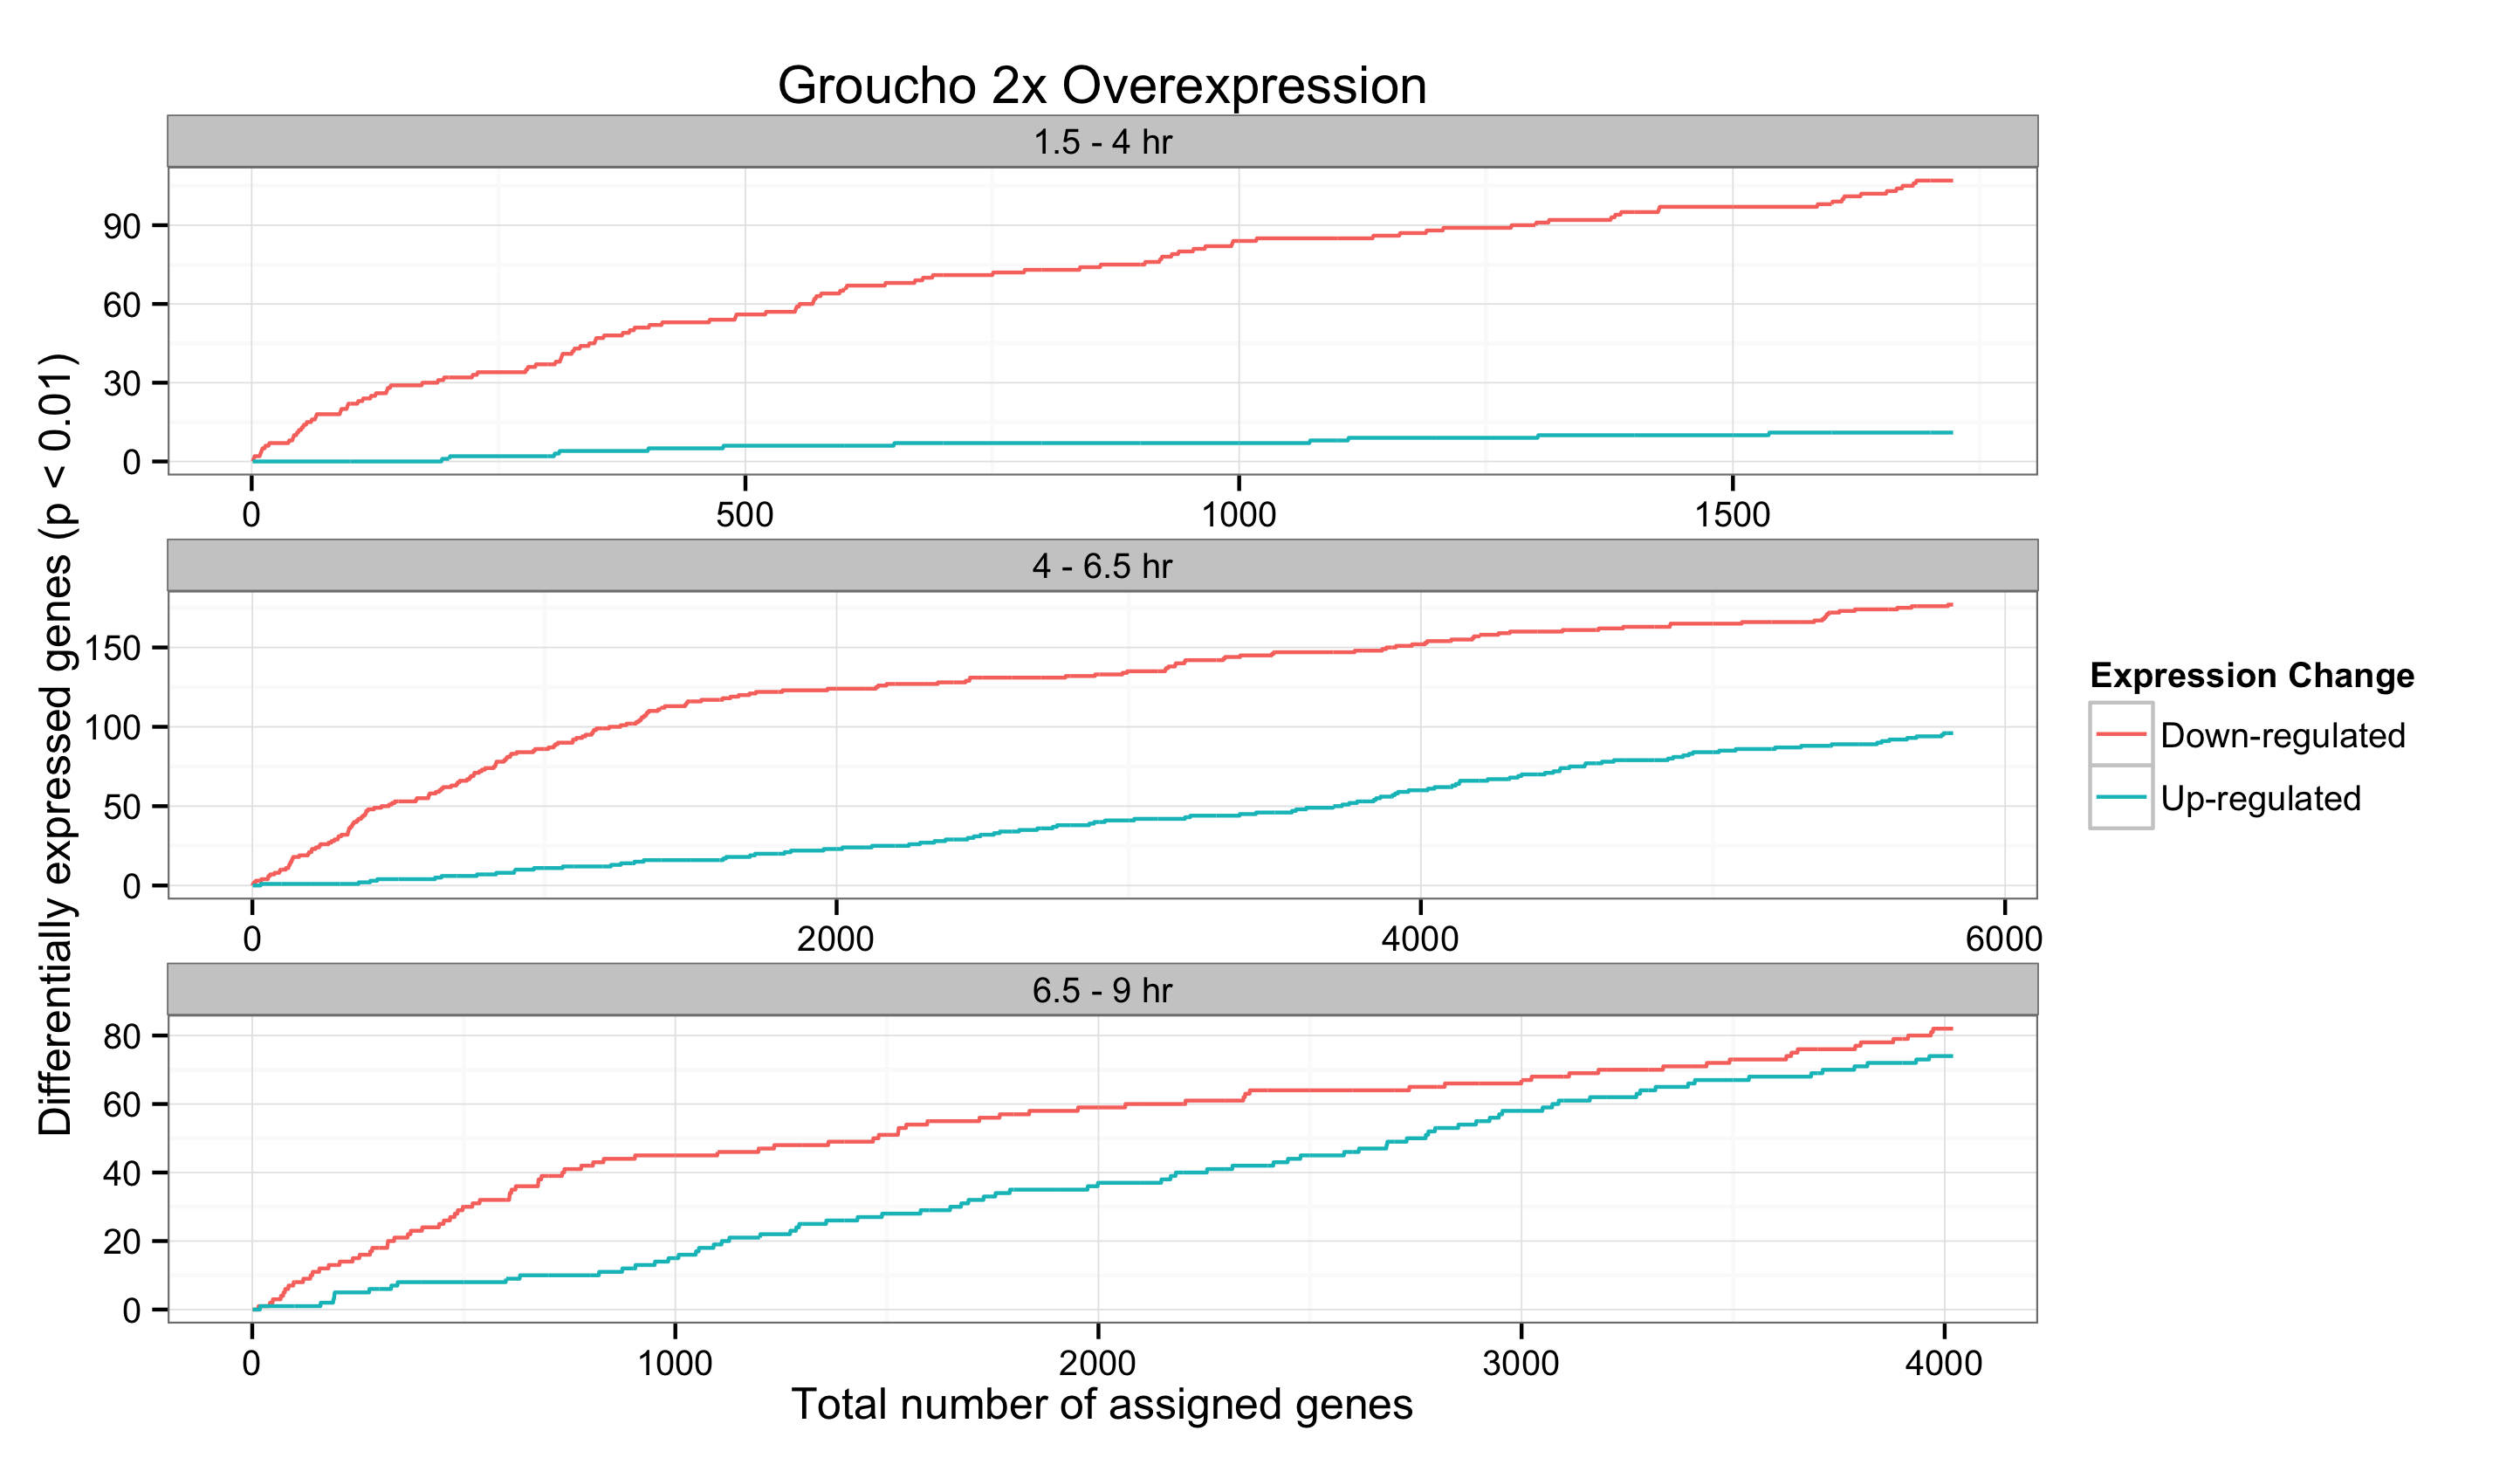 Groucho 2x Overexpression
1.5 - 4 hr
90
60
30
0
0 500 1000 1500
4 - 6.5 hr
150
100
50
0
0 2000 4000 6000
6.5 - 9 hr
80
60
40
20
0
0 1000 2000 3000 4000
Total number of assigned genes
Differentially expressed genes (p < 0.01)
Expression Change
Down-regulated
Up-regulated